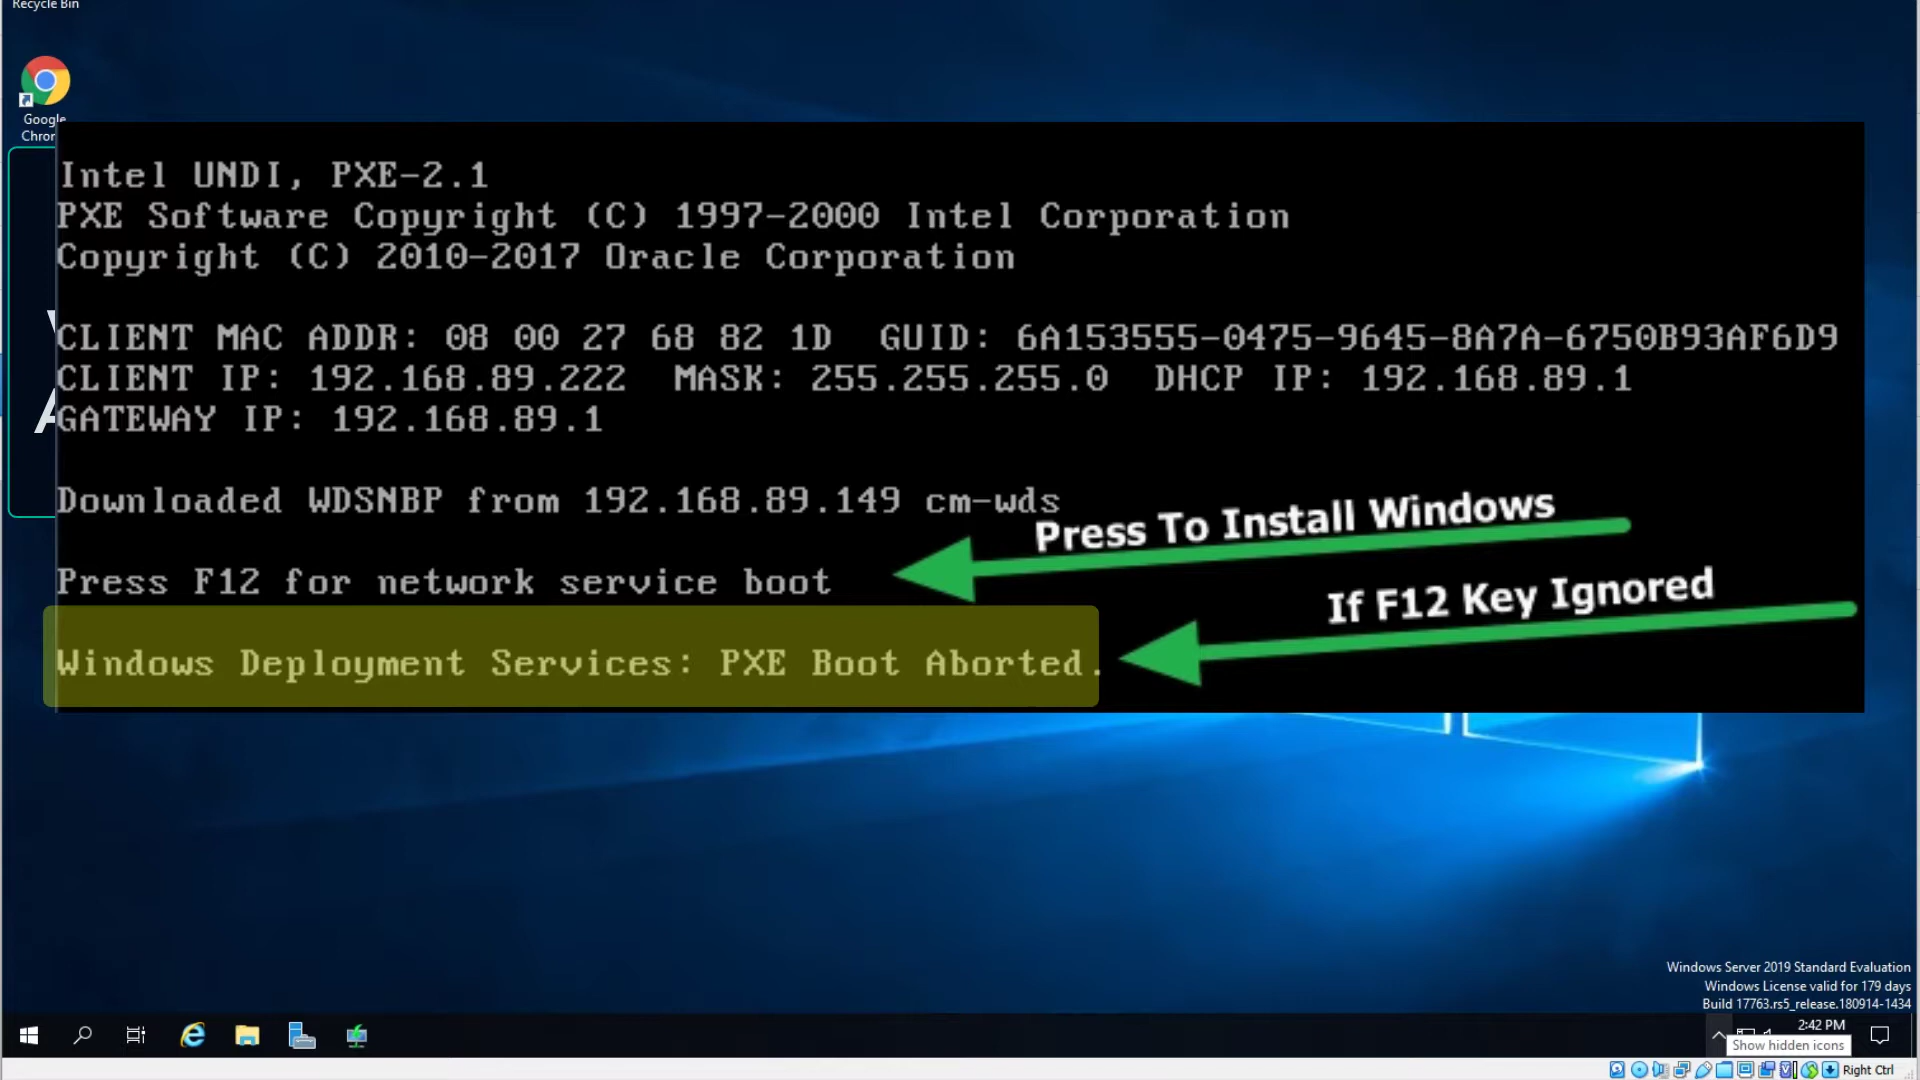 Recycle Bin
Google
Chrom
Intel UNDI, PXE-2.1
PXE Software Copyright (C) 1997-2000 Intel Corporation
Copyright (C) 2010-2017 Oracle Corporation
CLIENT MAC ADDR: 08 00 27 68 82 1D  GUID: 6A153555-0475-9645-8A7A-6750B93AF6D9
CLIENT IP: 192.168.89.222  MASK: 255.255.255.0  DHCP IP: 192.168.89.1
GATEWAY IP: 192.168.89.1
Downloaded WDSNBP from 192.168.89.149 cm-wds
Press To Install Windows
Press F12 for network service boot
If F12 Key Ignored
Windows Deployment Services: PXE Boot Aborted.
Windows Server 2019 Standard Evaluation
Windows License valid for 179 days
Build 17763.rs5_release.180914-1434
2:42 PM
Show hidden icons
Right Ctrl